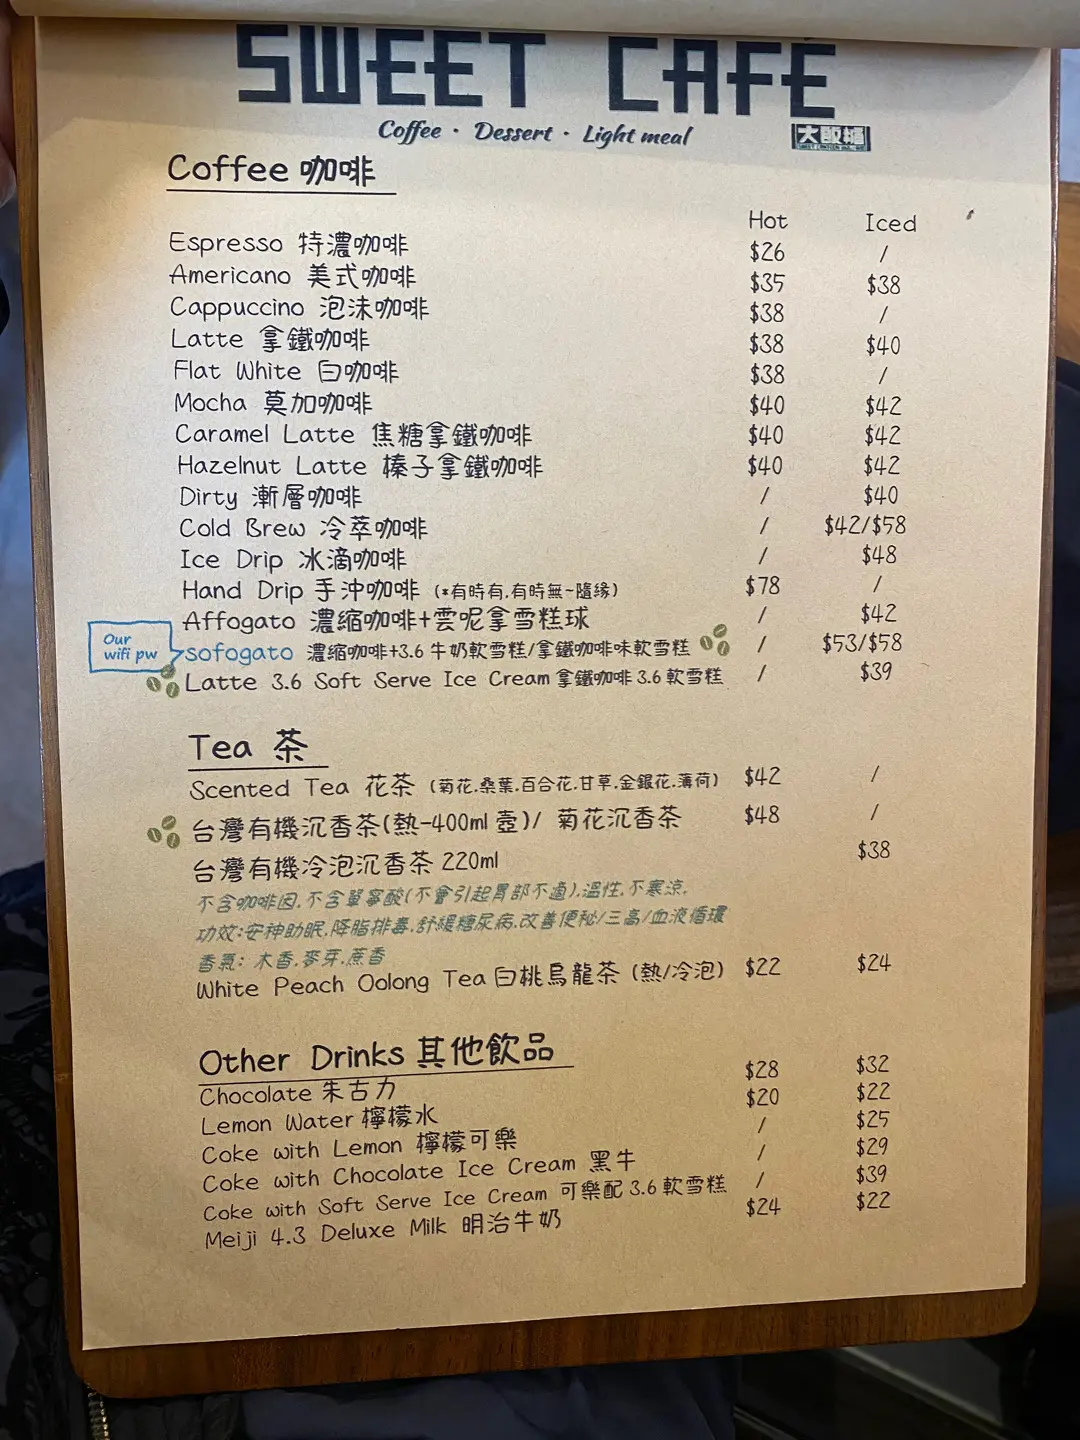 SWEET CAFE
Coffee · Dessert · Light meal
大飯桶
Coffee 咖啡
Hot Iced
Espresso 特濃咖啡 $26 /
Americano 美式咖啡 $35 $38
Cappuccino 泡沫咖啡 $38 /
Latte 拿鐵咖啡 $38 $40
Flat White 白咖啡 $38 /
Mocha 莫加咖啡 $40 $42
Caramel Latte 焦糖拿鐵咖啡 $40 $42
Hazelnut Latte 榛子拿鐵咖啡 $40 $42
Dirty 漸層咖啡 / $40
Cold Brew 冷萃咖啡 / $42/$58
Ice Drip 冰滴咖啡 / $48
Hand Drip 手沖咖啡 (*有時有.有時無~隨緣) $78 /
Affogato 濃縮咖啡+雲呢拿雪糕球 / $42
Our
wifi pw
sofogato 濃縮咖啡+3.6 牛奶軟雪糕/拿鐵咖啡味軟雪糕 / $53/$58
Latte 3.6 Soft Serve Ice Cream 拿鐵咖啡 3.6 軟雪糕 / $39
Tea 茶
Scented Tea 花茶 (菊花.桑葉.百合花.甘草.金銀花.薄荷) $42 /
台灣有機沉香茶(熱-400ml 壺)/ 菊花沉香茶 $48 /
台灣有機冷泡沉香茶 220ml $38
不含咖啡因.不含單寧酸(不會引起胃部不適).溫性.不寒涼.
功效:安神助眠.降脂排毒.舒緩糖尿病.改善便秘/三高/血液循環
香氣: 木香.麥芽.蔗香
White Peach Oolong Tea 白桃烏龍茶 (熱/冷泡) $22 $24
Other Drinks 其他飲品
Chocolate 朱古力 $28 $32
Lemon Water 檸檬水 $20 $22
Coke with Lemon 檸檬可樂 / $25
Coke with Chocolate Ice Cream 黑牛 / $29
Coke with Soft Serve Ice Cream 可樂配 3.6 軟雪糕 / $39
Meiji 4.3 Deluxe Milk 明治牛奶 $24 $22